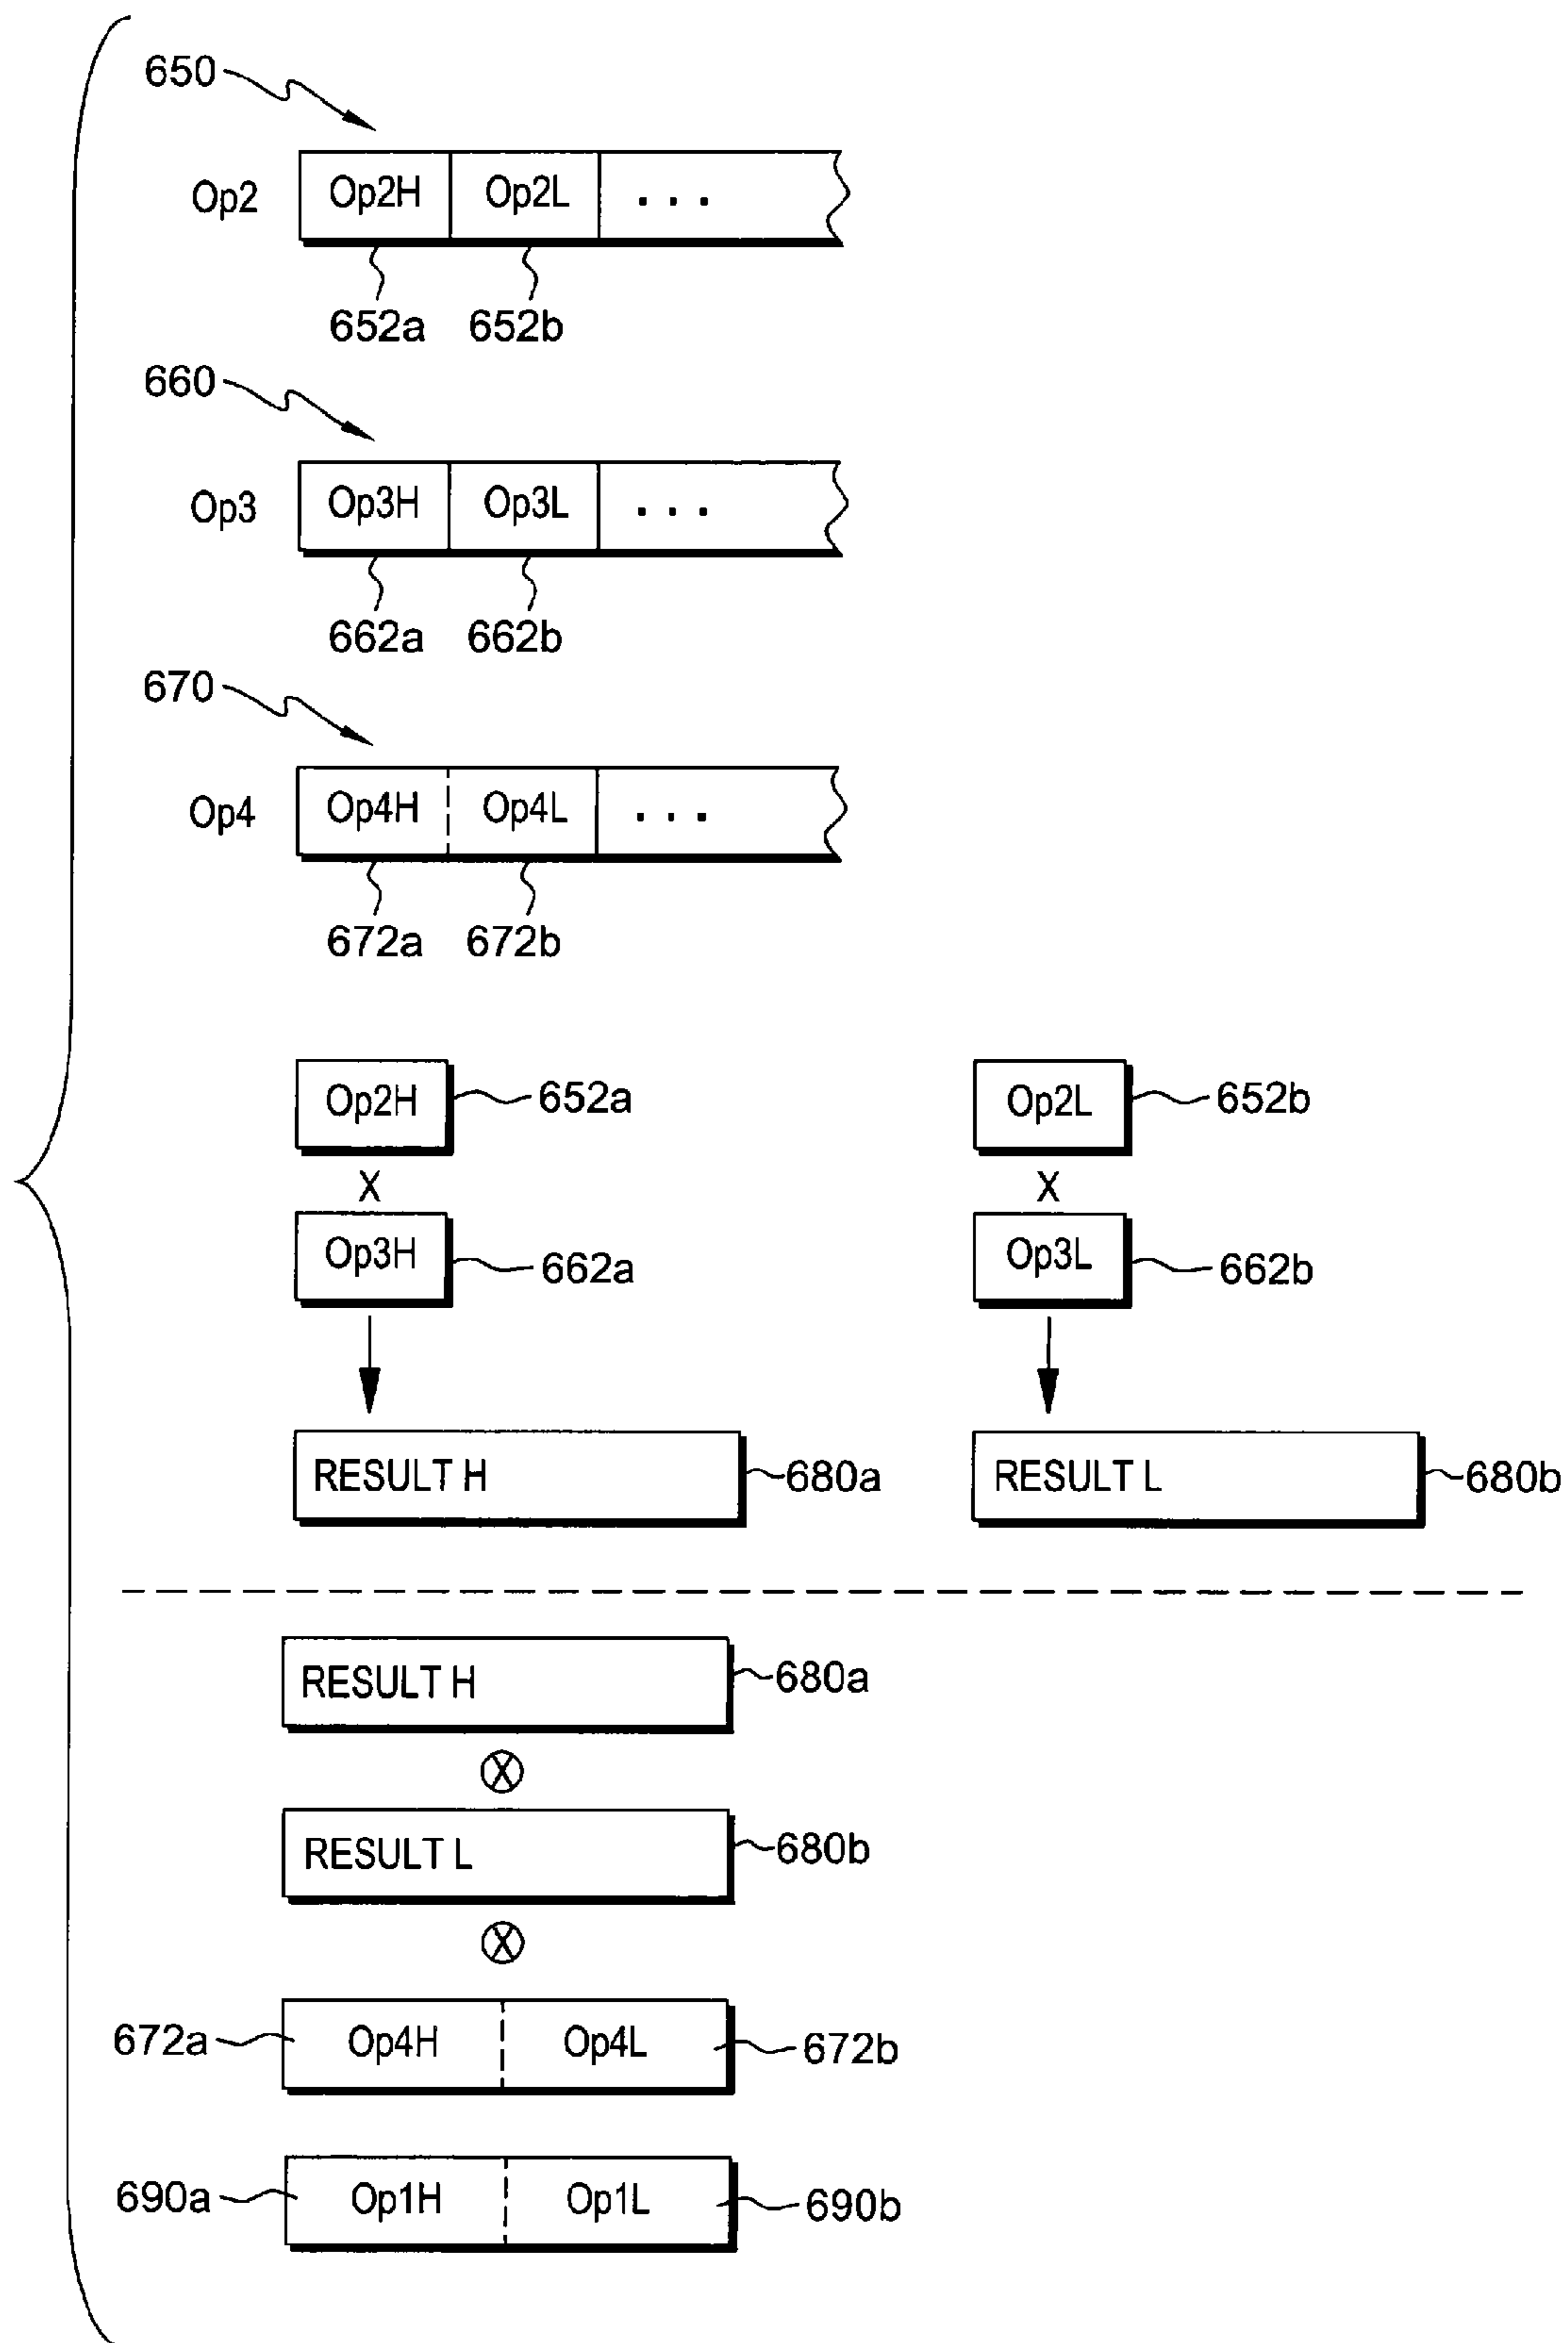 650
Op2 Op2H Op2L ...
652a 652b
660
Op3 Op3H Op3L ...
662a 662b
670
Op4 Op4H Op4L ...
672a 672b
Op2H 652a Op2L 652b
X X
Op3H 662a Op3L 662b
RESULT H 680a RESULT L 680b
RESULT H 680a
X
RESULT L 680b
X
672a Op4H Op4L 672b
690a Op1H Op1L 690b